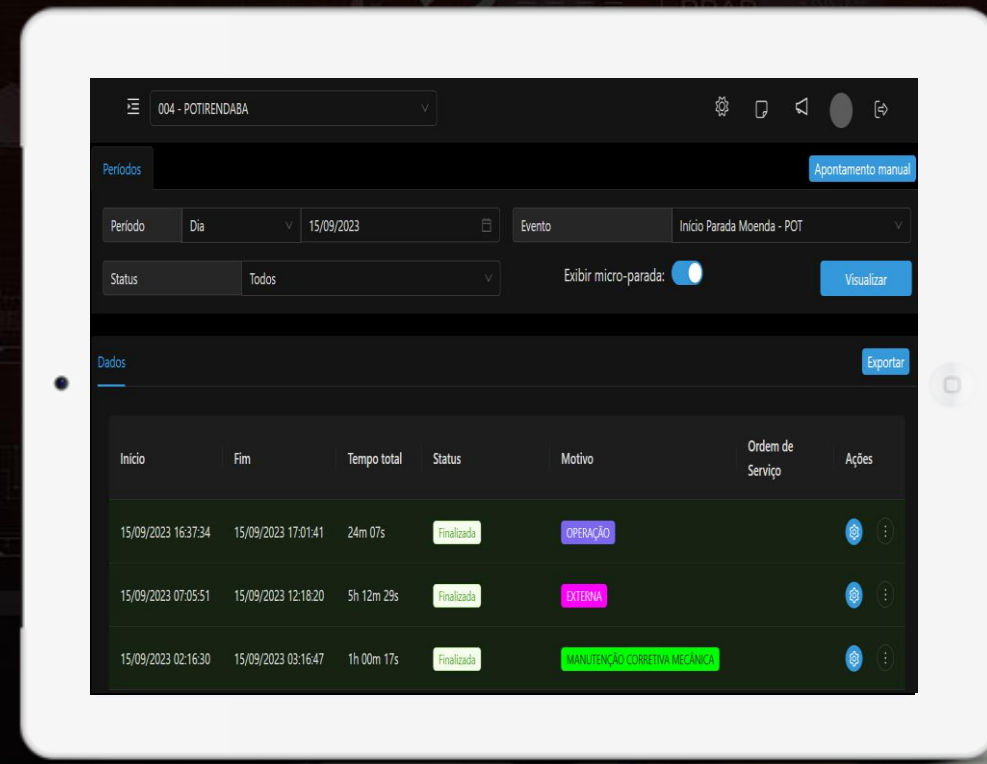 004 - POTIRENDABA
Períodos
Apontamento manual
Período Dia 15/09/2023 Evento Início Parada Moenda - POT
Status Todos Exibir micro-parada: Visualizar
Dados
Exportar
Início Fim Tempo total Status Motivo Ordem de Serviço Ações
15/09/2023 16:37:34 15/09/2023 17:01:41 24m 07s Finalizada OPERAÇÃO
15/09/2023 07:05:51 15/09/2023 12:18:20 5h 12m 29s Finalizada EXTERNA
15/09/2023 02:16:30 15/09/2023 03:16:47 1h 00m 17s Finalizada MANUTENÇÃO CORRETIVA MECÂNICA